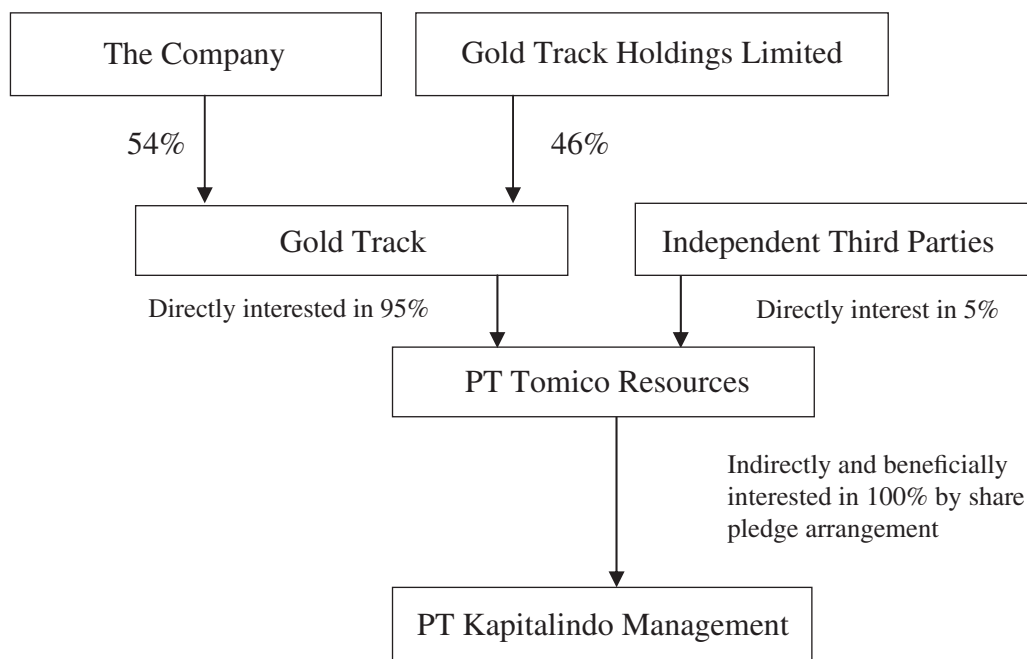 The Company
Gold Track Holdings Limited
54%
46%
Gold Track
Independent Third Parties
Directly interested in 95%
Directly interest in 5%
PT Tomico Resources
Indirectly and beneficially
interested in 100% by share
pledge arrangement
PT Kapitalindo Management